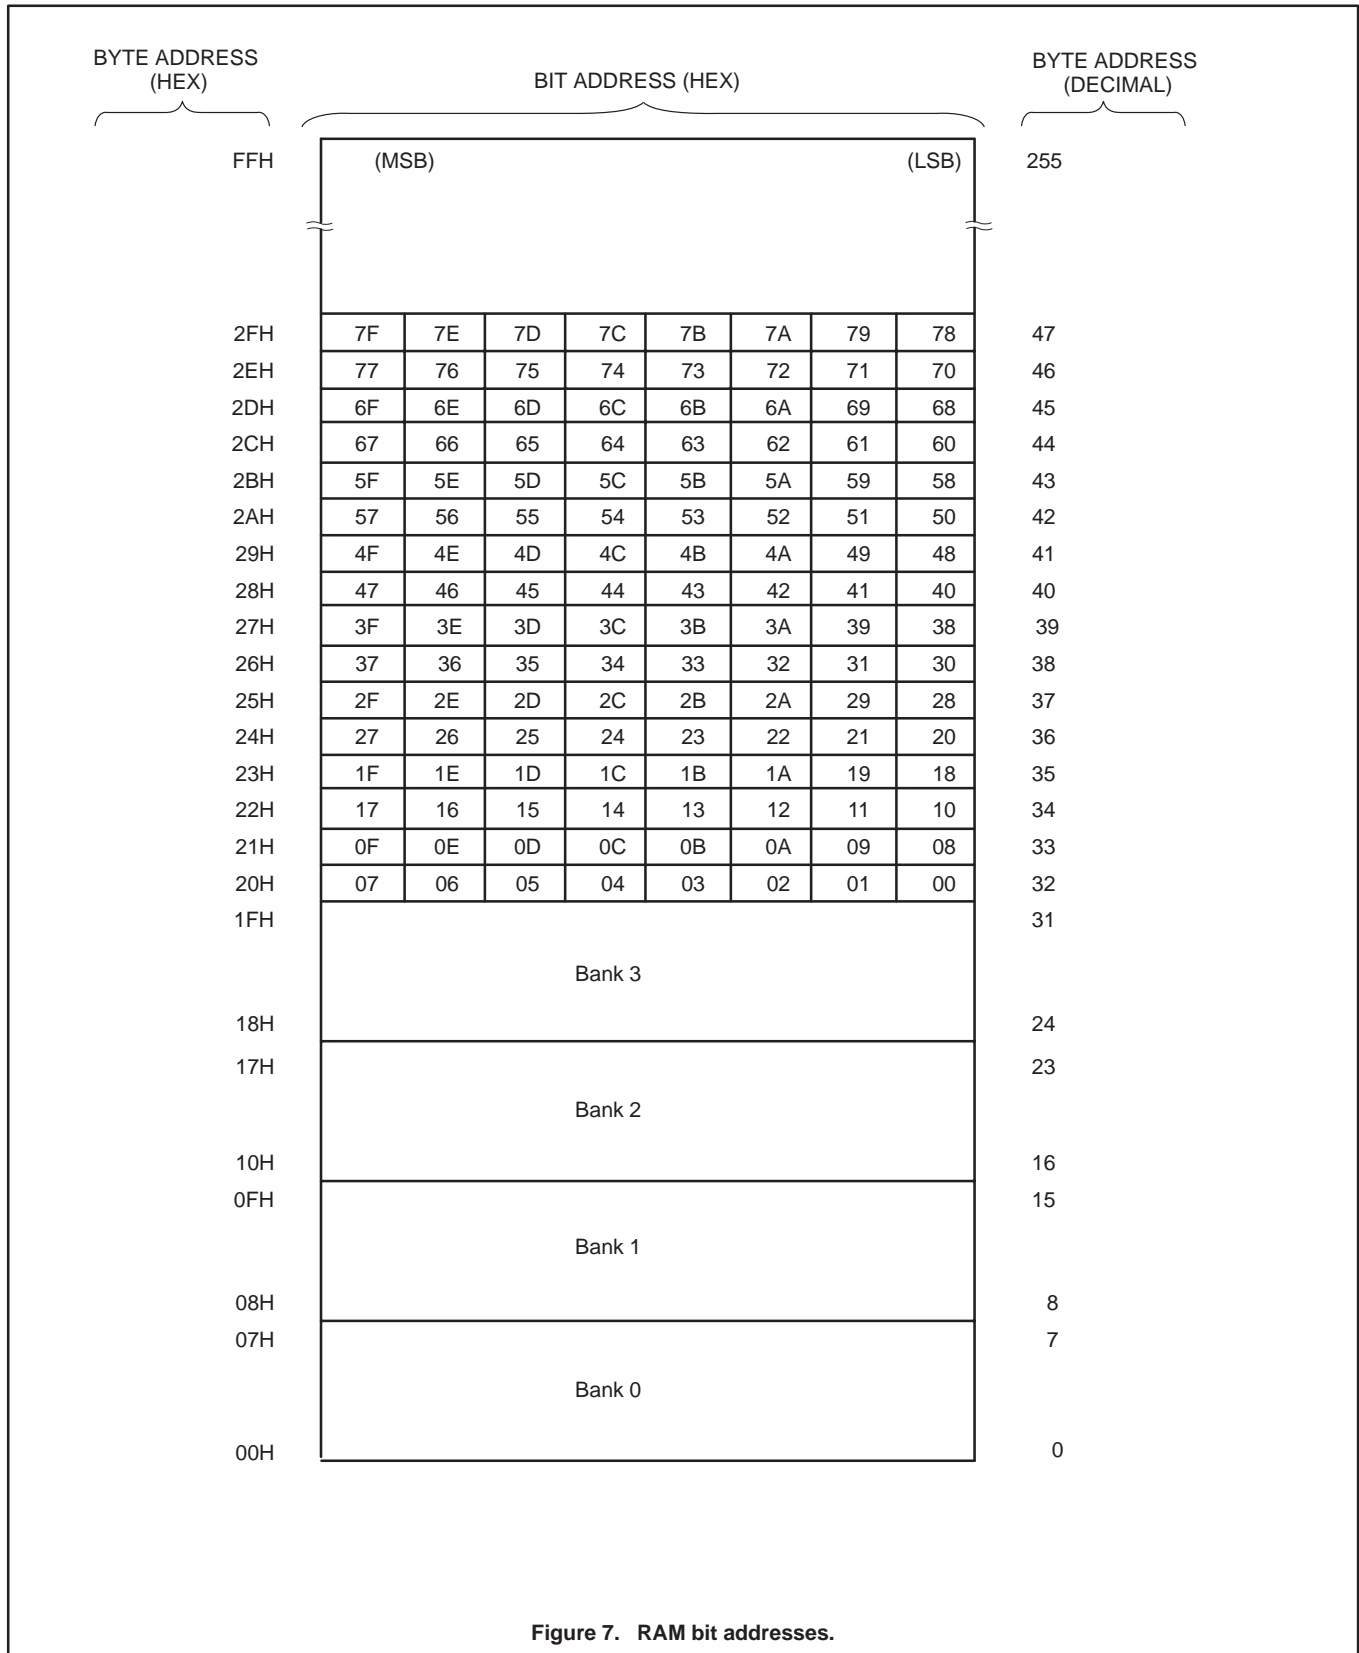 BYTE ADDRESS
(HEX)
BIT ADDRESS (HEX)
BYTE ADDRESS
(DECIMAL)
FFH (MSB) (LSB) 255
2FH 7F 7E 7D 7C 7B 7A 79 78 47
2EH 77 76 75 74 73 72 71 70 46
2DH 6F 6E 6D 6C 6B 6A 69 68 45
2CH 67 66 65 64 63 62 61 60 44
2BH 5F 5E 5D 5C 5B 5A 59 58 43
2AH 57 56 55 54 53 52 51 50 42
29H 4F 4E 4D 4C 4B 4A 49 48 41
28H 47 46 45 44 43 42 41 40 40
27H 3F 3E 3D 3C 3B 3A 39 38 39
26H 37 36 35 34 33 32 31 30 38
25H 2F 2E 2D 2C 2B 2A 29 28 37
24H 27 26 25 24 23 22 21 20 36
23H 1F 1E 1D 1C 1B 1A 19 18 35
22H 17 16 15 14 13 12 11 10 34
21H 0F 0E 0D 0C 0B 0A 09 08 33
20H 07 06 05 04 03 02 01 00 32
1FH 31
Bank 3
18H 24
17H 23
Bank 2
10H 16
0FH 15
Bank 1
08H 8
07H 7
Bank 0
00H 0
Figure 7. RAM bit addresses.